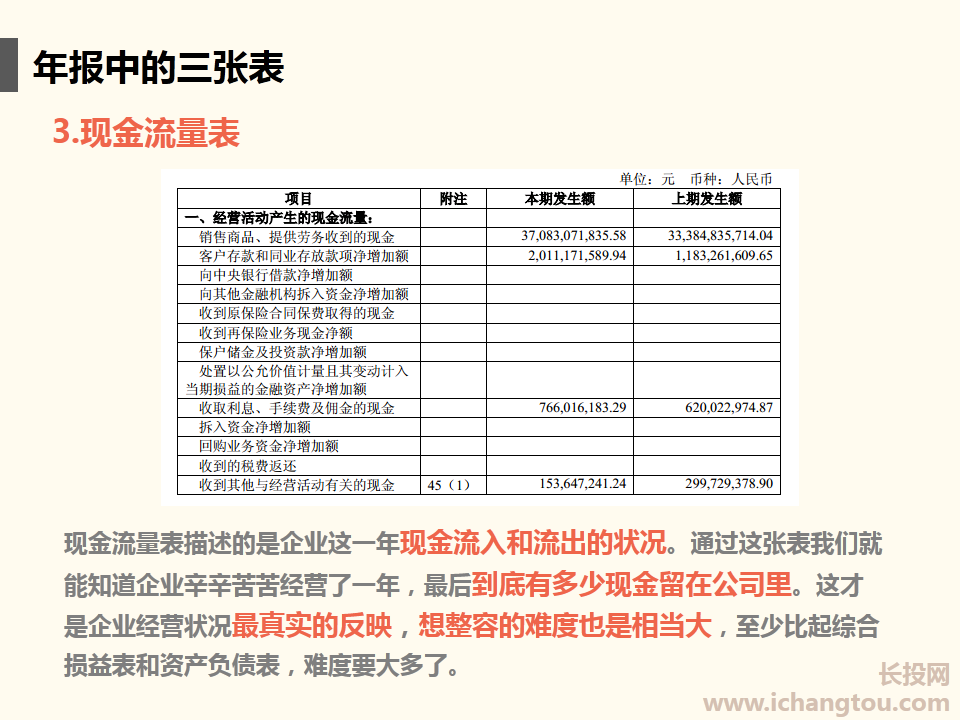 年报中的三张表
3.现金流量表
单位：元 币种：人民币
项目 附注 本期发生额 上期发生额
一、经营活动产生的现金流量：
销售商品、提供劳务收到的现金 37,083,071,835.58 33,384,835,714.04
客户存款和同业存放款项净增加额 2,011,171,589.94 1,183,261,609.65
向中央银行借款净增加额
向其他金融机构拆入资金净增加额
收到原保险合同保费取得的现金
收到再保险业务现金净额
保户储金及投资款净增加额
处置以公允价值计量且其变动计入
当期损益的金融资产净增加额
收取利息、手续费及佣金的现金 766,016,183.29 620,022,974.87
拆入资金净增加额
回购业务资金净增加额
收到的税费返还
收到其他与经营活动有关的现金 45（1） 153,647,241.24 299,729,378.90
现金流量表描述的是企业这一年现金流入和流出的状况。通过这张表我们就
能知道企业辛辛苦苦经营了一年，最后到底有多少现金留在公司里。这才
是企业经营状况最真实的反映，想整容的难度也是相当大，至少比起综合
损益表和资产负债表，难度要大多了。
长投网
www.ichangtou.com